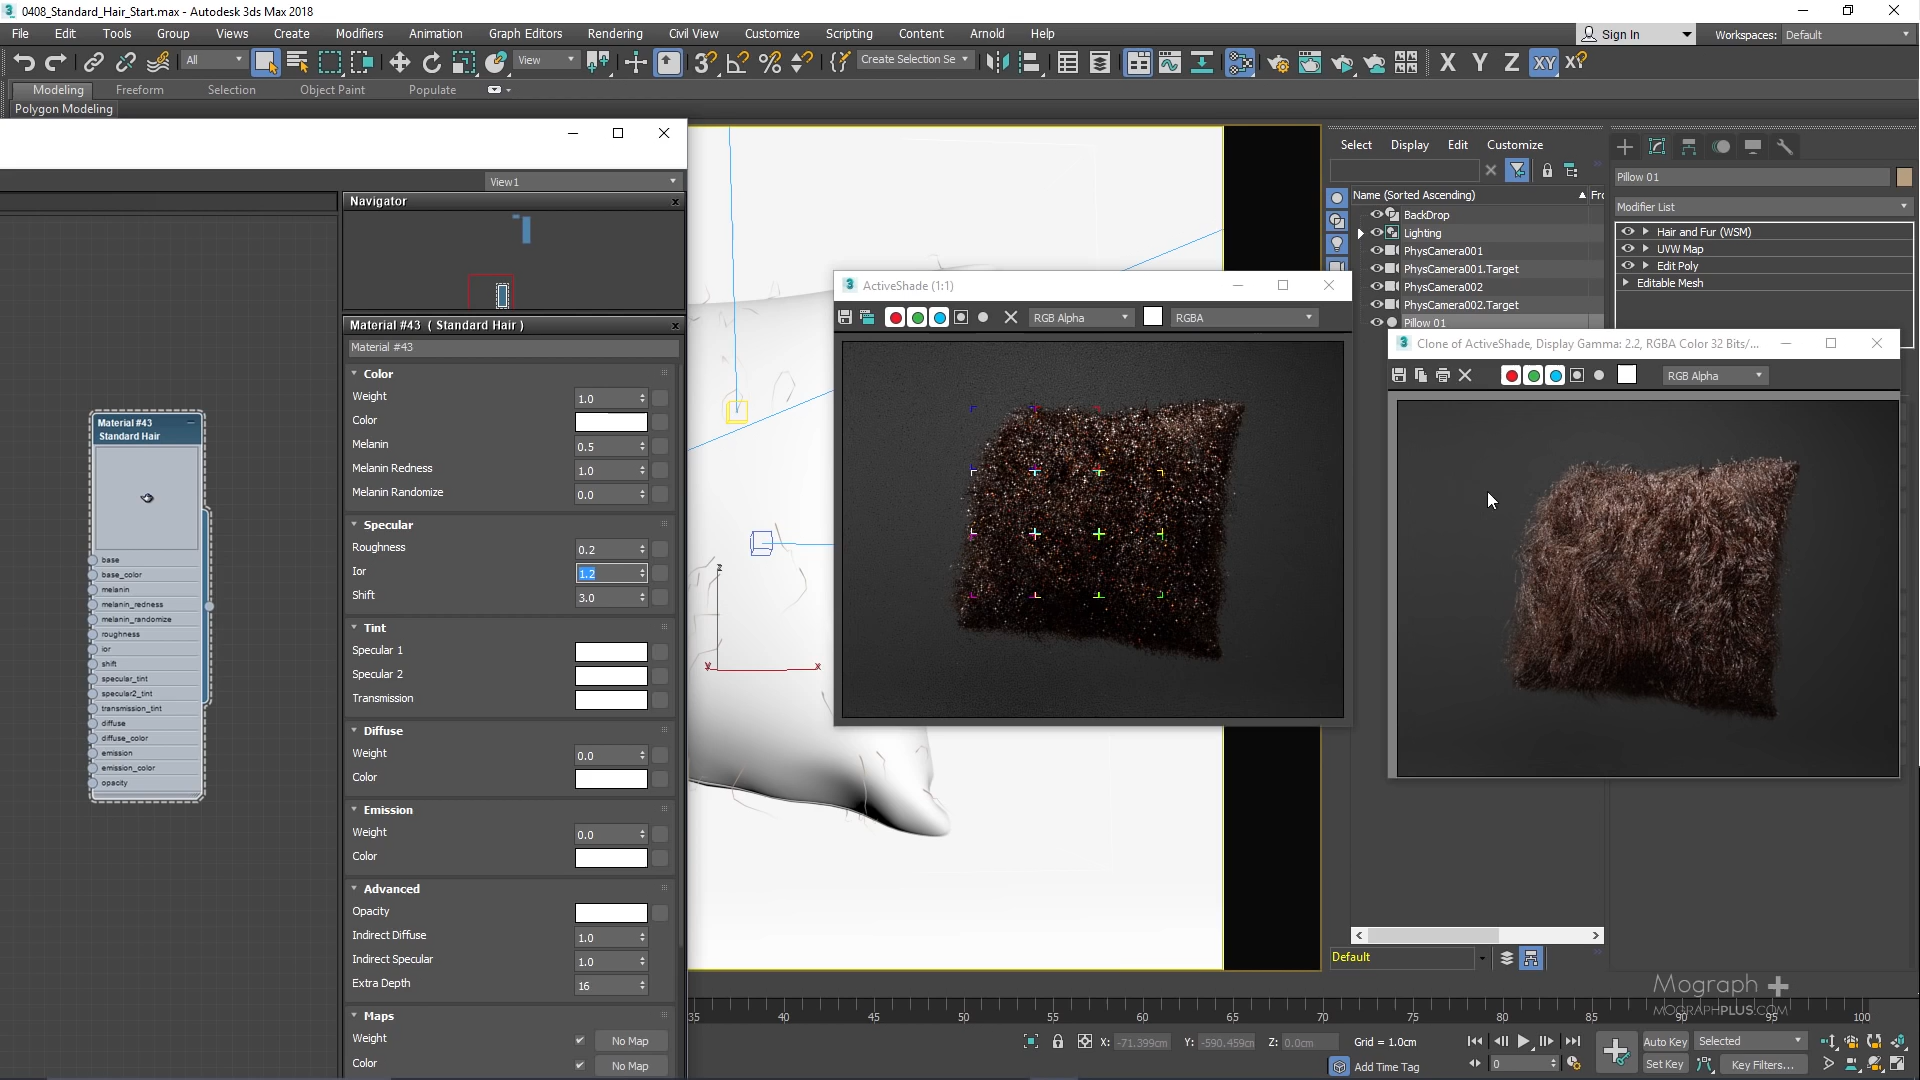 0408_Standard_Hair_Start.max - Autodesk 3ds Max 2018
File Edit Tools Group Views Create Modifiers Animation Graph Editors Rendering Civil View Customize Scripting Content Arnold Help
Sign In
Workspaces: Default
All
View
Create Selection Se
X Y Z XY
Modeling Freeform Selection Object Paint Populate
Polygon Modeling
View1
Navigator
Material #43 ( Standard Hair )
Material #43
Color
Weight 1.0
Color
Melanin 0.5
Melanin Redness 1.0
Melanin Randomize 0.0
Specular
Roughness 0.2
Ior 1.2
Shift 3.0
Tint
Specular 1
Specular 2
Transmission
Diffuse
Weight 0.0
Color
Emission
Weight 0.0
Color
Advanced
Opacity
Indirect Diffuse 1.0
Indirect Specular 1.0
Extra Depth 16
Maps
Weight No Map
Color No Map
Material #43
Standard Hair
base
base_color
melanin
melanin_redness
melanin_randomize
roughness
ior
shift
specular_tint
specular2_tint
transmission_tint
diffuse
diffuse_color
emission
emission_color
opacity
z
y
x
ActiveShade (1:1)
RGB Alpha
RGBA
Select Display Edit Customize
Name (Sorted Ascending)
Fr
BackDrop
Lighting
PhysCamera001
PhysCamera001.Target
PhysCamera002
PhysCamera002.Target
Pillow 01
Pillow 01
Modifier List
Hair and Fur (WSM)
UVW Map
Edit Poly
Editable Mesh
Clone of ActiveShade, Display Gamma: 2.2, RGBA Color 32 Bits/...
RGB Alpha
Default
Mograph +
MOGRAPHPLUS.COM
35 40 45 50 55 60 65 70 75 80 85 90 95 100
X: -71.399cm Y: -590.459cm Z: 0.0cm Grid = 1.0cm
Add Time Tag
0
Auto Key Selected
Set Key Key Filters...